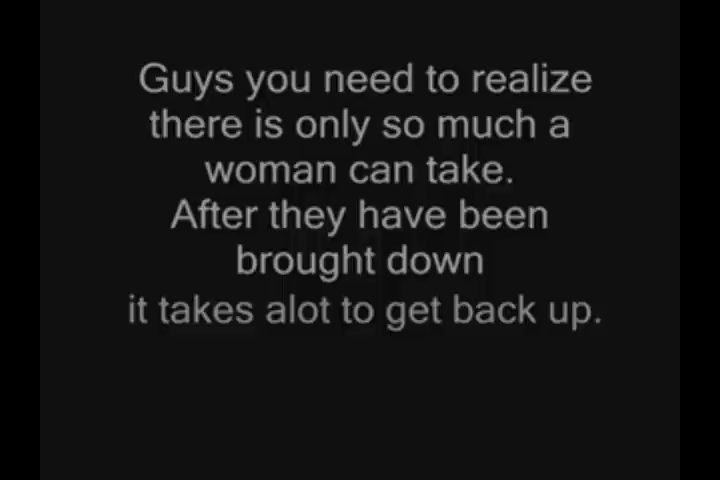 Guys you need to realize
there is only so much a
woman can take.
After they have been
brought down
it takes alot to get back up.